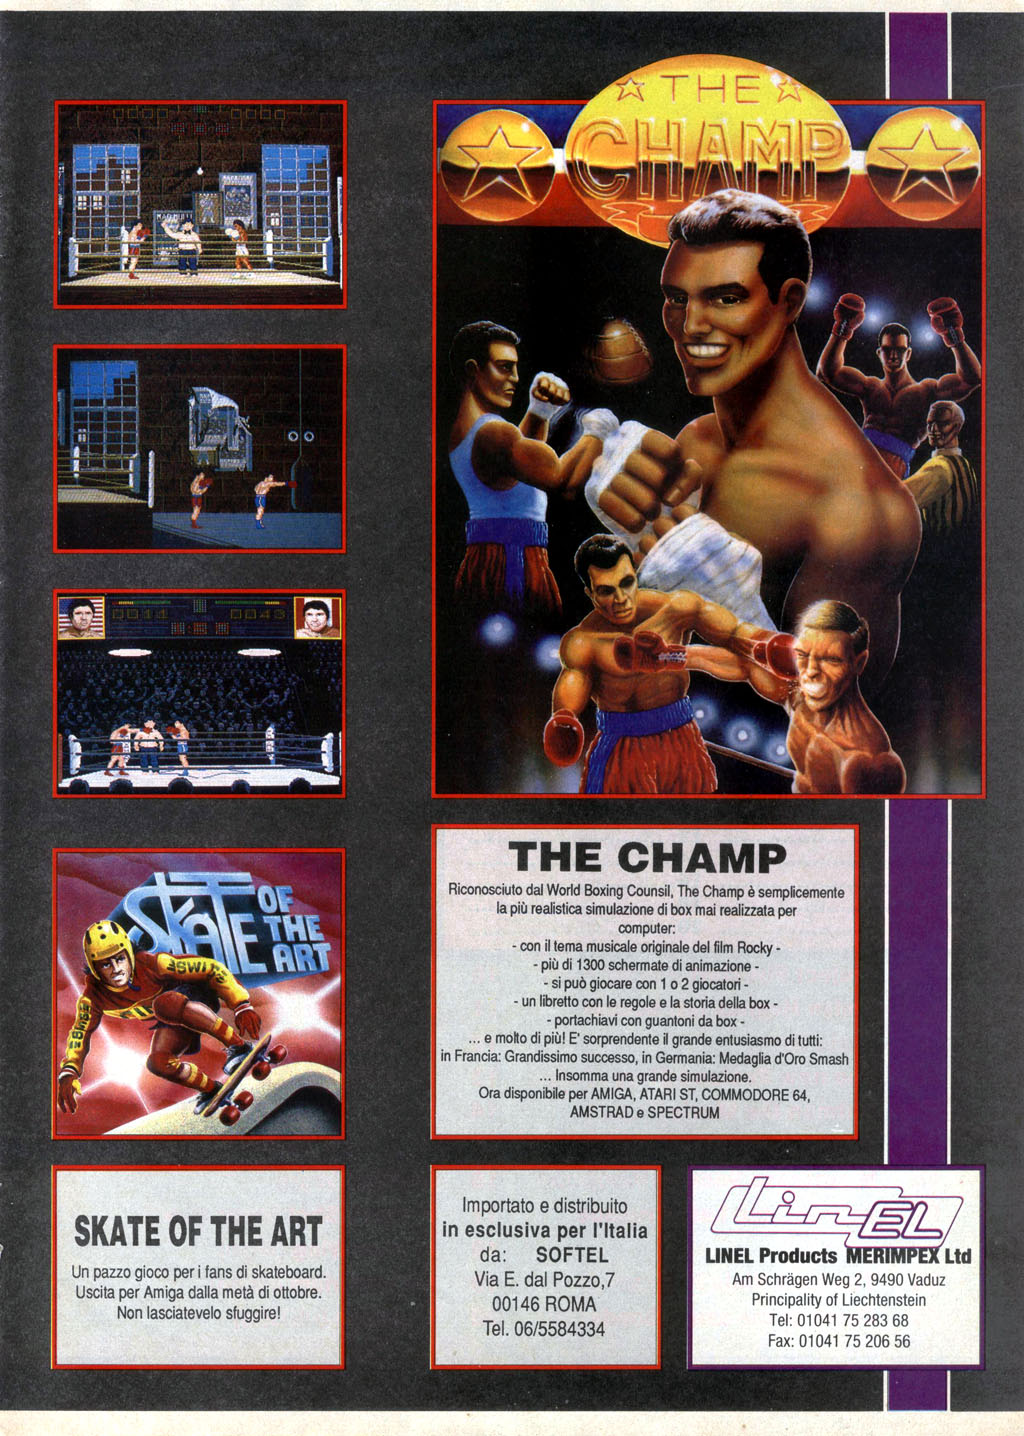 THE
CHAMP
SKATE OF
THE
ART
SWITS
THE CHAMP
Riconosciuto dal World Boxing Counsil, The Champ è semplicemente
la più realistica simulazione di box mai realizzata per
computer:
- con il tema musicale originale del film Rocky -
- più di 1300 schermate di animazione -
- si può giocare con 1 o 2 giocatori -
- un libretto con le regole e la storia della box -
- portachiavi con guantoni da box -
... e molto di più! E' sorprendente il grande entusiasmo di tutti:
in Francia: Grandissimo successo, in Germania: Medaglia d'Oro Smash
... Insomma una grande simulazione.
Ora disponibile per AMIGA, ATARI ST, COMMODORE 64,
AMSTRAD e SPECTRUM
SKATE OF THE ART
Un pazzo gioco per i fans di skateboard.
Uscita per Amiga dalla metà di ottobre.
Non lasciatevelo sfuggire!
Importato e distribuito
in esclusiva per l'Italia
da: SOFTEL
Via E. dal Pozzo,7
00146 ROMA
Tel. 06/5584334
LinEL
LINEL Products MERIMPEX Ltd
Am Schrägen Weg 2, 9490 Vaduz
Principality of Liechtenstein
Tel: 01041 75 283 68
Fax: 01041 75 206 56